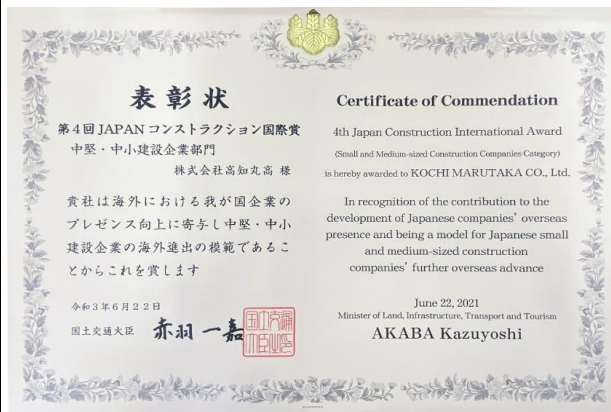 表彰状
第4回 JAPAN コンストラクション国際賞
中堅・中小建設企業部門
株式会社高知丸高 様
貴社は海外における我が国企業の
プレゼンス向上に寄与し中堅・中小
建設企業の海外進出の模範であるこ
とからこれを賞します
令和3年6月22日
国土交通大臣 赤羽 一嘉
Certificate of Commendation
4th Japan Construction International Award
(Small and Medium-sized Construction Companies Category)
is hereby awarded to KOCHI MARUTAKA CO., Ltd.
In recognition of the contribution to the
development of Japanese companies' overseas
presence and being a model for Japanese small
and medium-sized construction
companies' further overseas advance
June 22, 2021
Minister of Land, Infrastructure, Transport and Tourism
AKABA Kazuyoshi